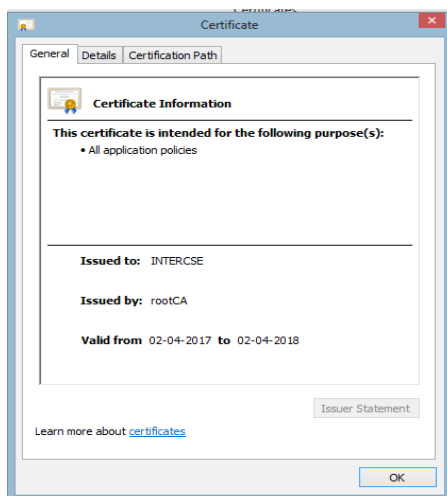 Certificates
Certificate
General Details Certification Path
Certificate Information
This certificate is intended for the following purpose(s):
• All application policies
Issued to: INTERCSE
Issued by: rootCA
Valid from 02-04-2017 to 02-04-2018
Issuer Statement
Learn more about certificates
OK